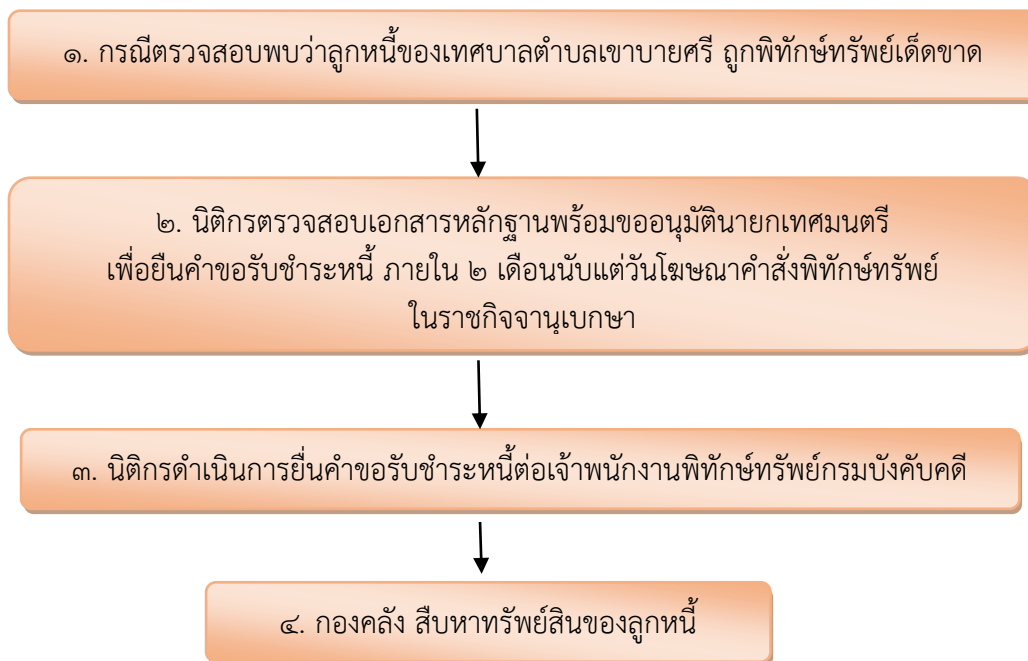 ๑. กรณีตรวจสอบพบว่าลูกหนี้ของเทศบาลตำบลเขาบายศรี ถูกพิทักษ์ทรัพย์เด็ดขาด
๒. นิติกรตรวจสอบเอกสารหลักฐานพร้อมขออนุมัตินายกเทศมนตรี
เพื่อยืนคำขอรับชำระหนี้ ภายใน ๒ เดือนนับแต่วันโฆษณาคำสั่งพิทักษ์ทรัพย์
ในราชกิจจานุเบกษา
๓. นิติกรดำเนินการยื่นคำขอรับชำระหนี้ต่อเจ้าพนักงานพิทักษ์ทรัพย์กรมบังคับคดี
๔. กองคลัง สืบหาทรัพย์สินของลูกหนี้